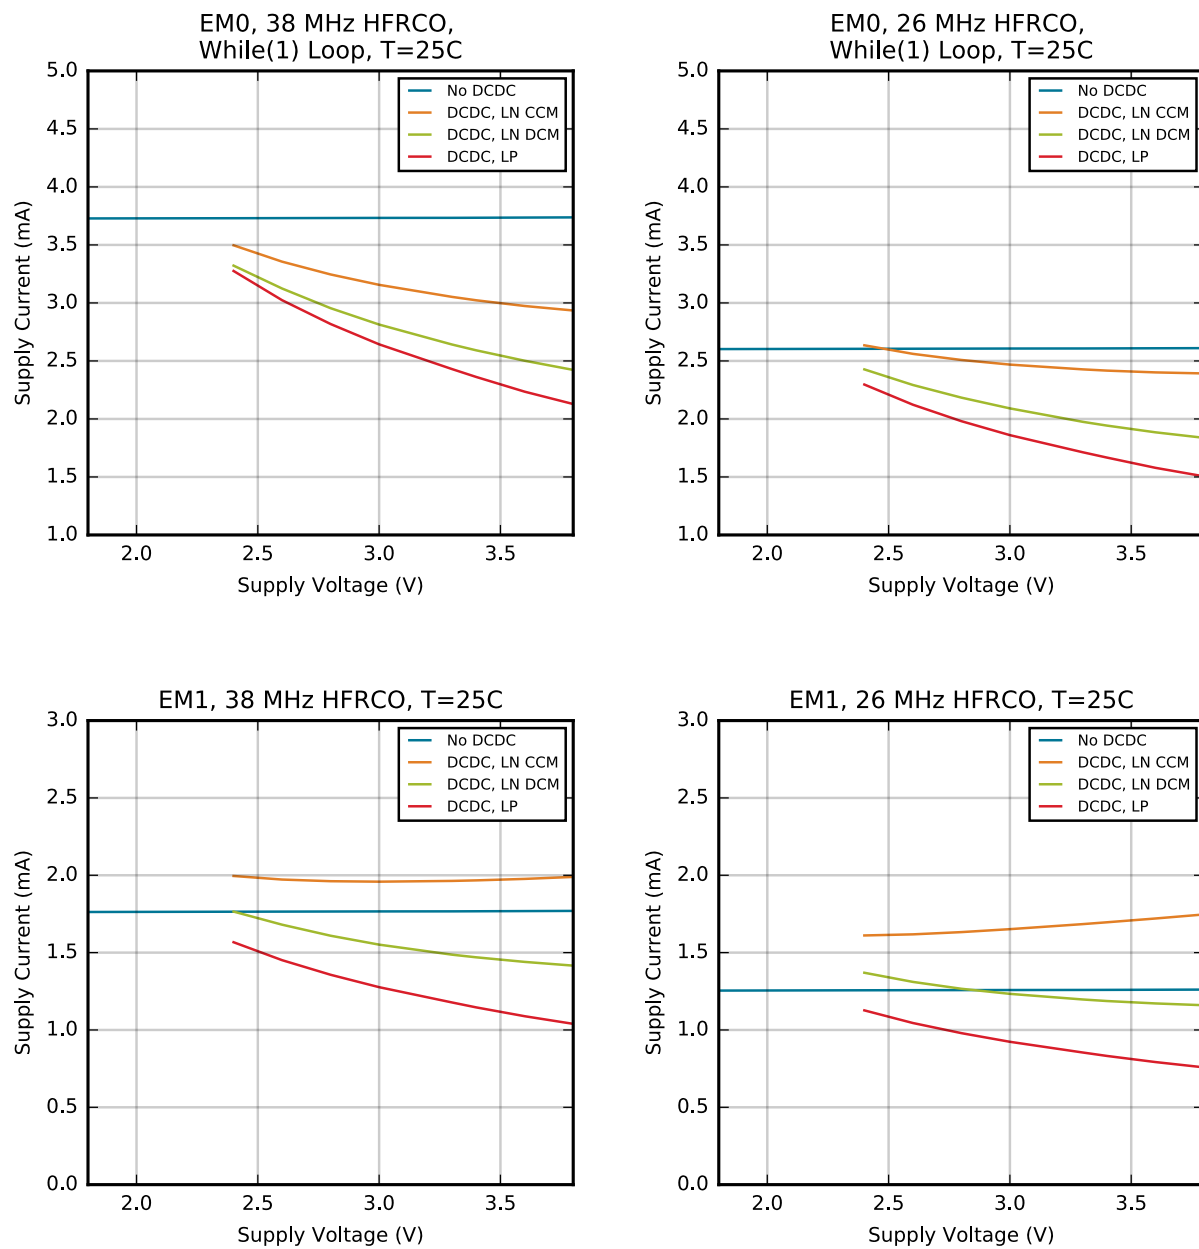 EM0, 38 MHz HFRCO,
While(1) Loop, T=25C
5.0
4.5
4.0
3.5
3.0
2.5
2.0
1.5
1.0
Supply Current (mA)
No DCDC
DCDC, LN CCM
DCDC, LN DCM
DCDC, LP
2.0 2.5 3.0 3.5
Supply Voltage (V)
EM0, 26 MHz HFRCO,
While(1) Loop, T=25C
5.0
4.5
4.0
3.5
3.0
2.5
2.0
1.5
1.0
Supply Current (mA)
No DCDC
DCDC, LN CCM
DCDC, LN DCM
DCDC, LP
2.0 2.5 3.0 3.5
Supply Voltage (V)
EM1, 38 MHz HFRCO, T=25C
3.0
2.5
2.0
1.5
1.0
0.5
0.0
Supply Current (mA)
No DCDC
DCDC, LN CCM
DCDC, LN DCM
DCDC, LP
2.0 2.5 3.0 3.5
Supply Voltage (V)
EM1, 26 MHz HFRCO, T=25C
3.0
2.5
2.0
1.5
1.0
0.5
0.0
Supply Current (mA)
No DCDC
DCDC, LN CCM
DCDC, LN DCM
DCDC, LP
2.0 2.5 3.0 3.5
Supply Voltage (V)